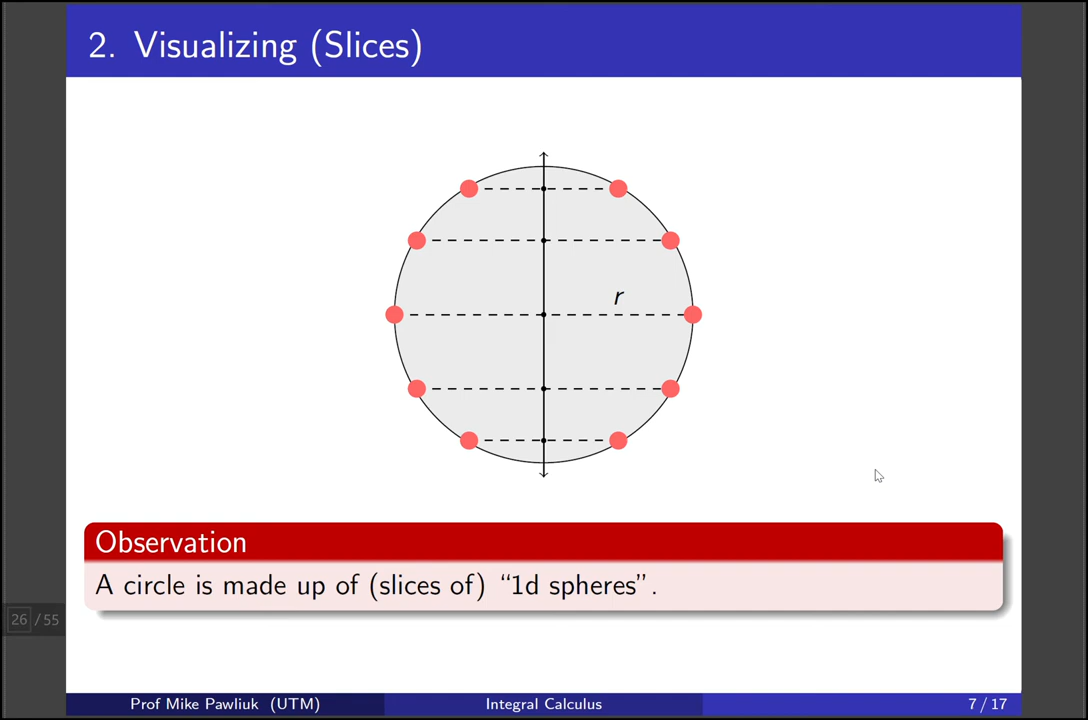 2. Visualizing (Slices)
r
Observation
A circle is made up of (slices of) “1d spheres”.
26 / 55
Prof Mike Pawliuk (UTM)
Integral Calculus
7 / 17